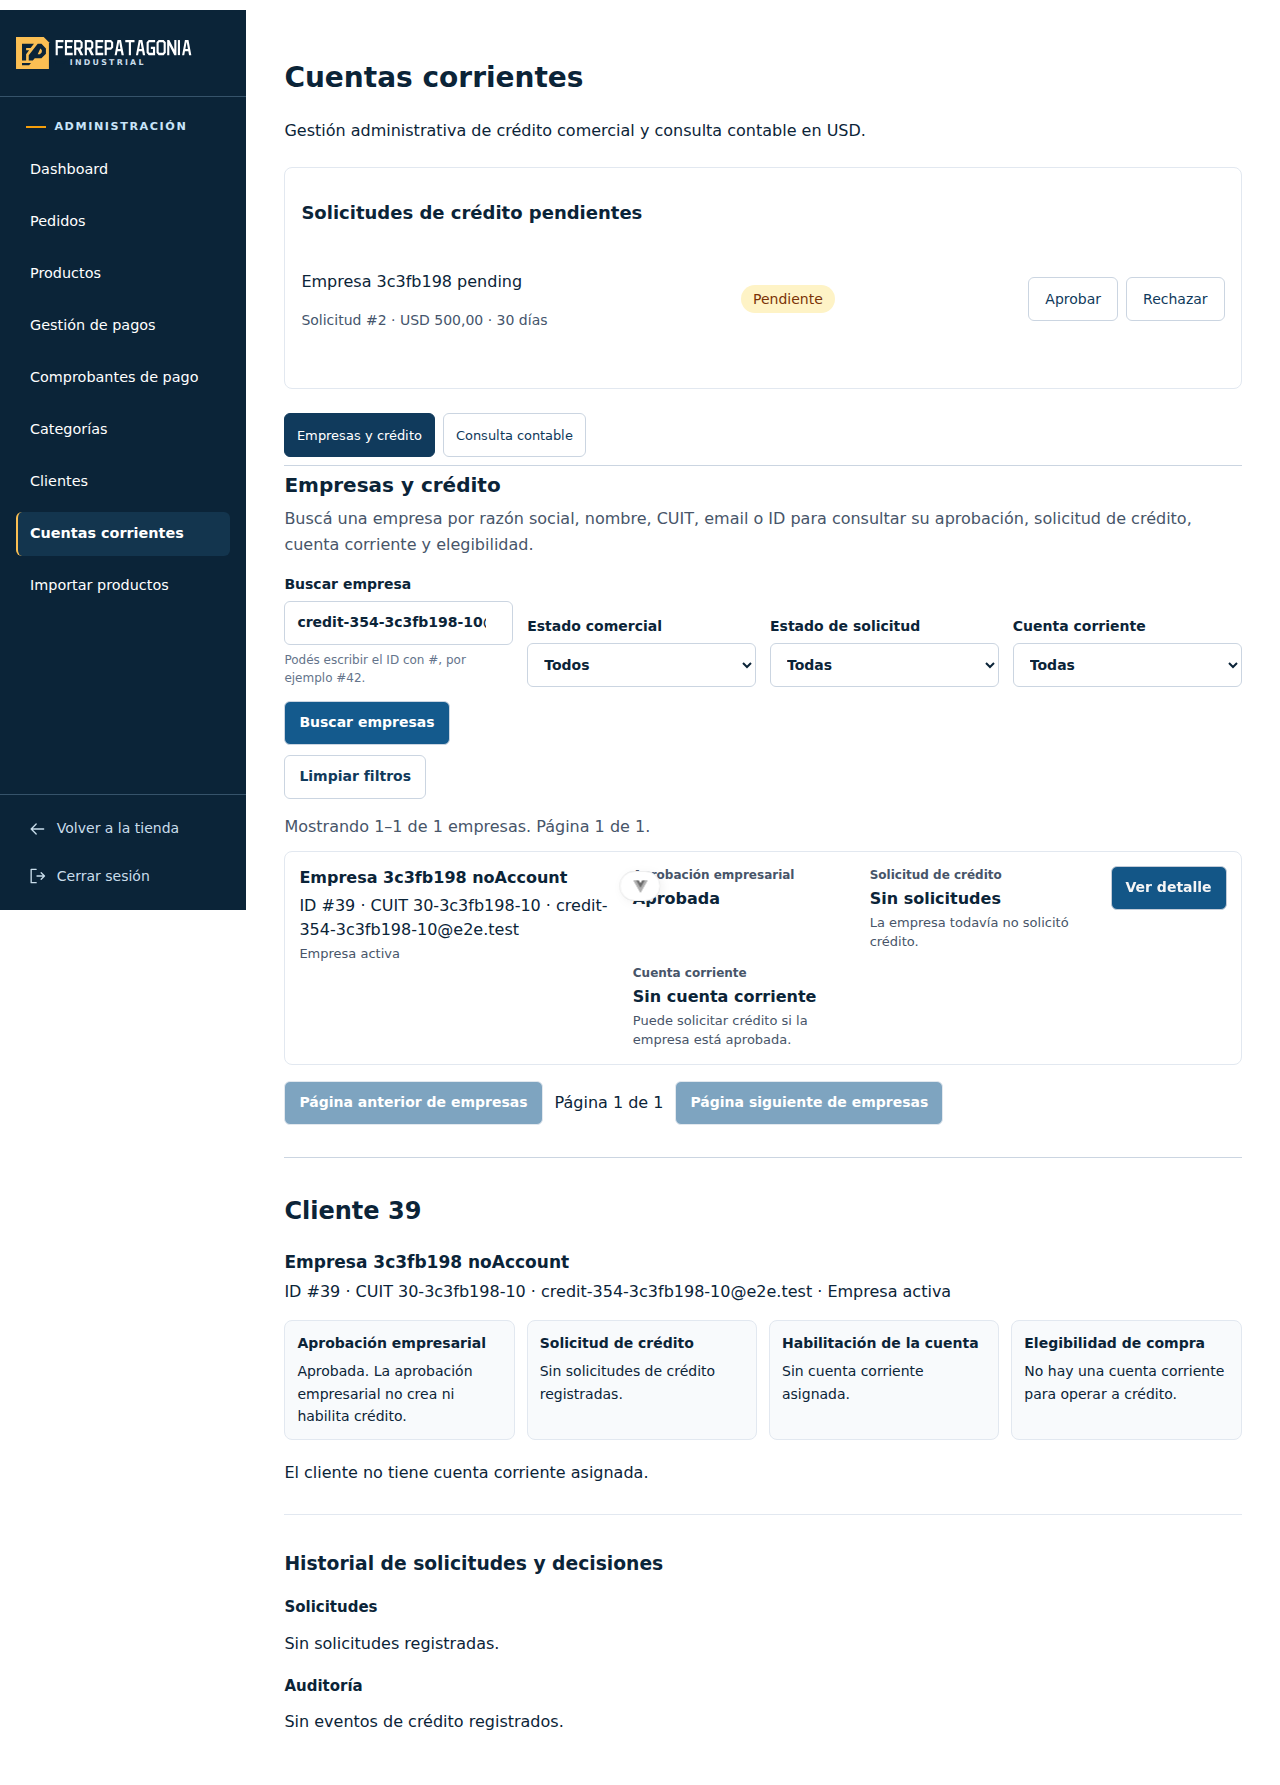 FERREPATAGONIA
INDUSTRIAL
ADMINISTRACIÓN
Dashboard
Pedidos
Productos
Gestión de pagos
Comprobantes de pago
Categorías
Clientes
Cuentas corrientes
Importar productos
Volver a la tienda
Cerrar sesión
Cuentas corrientes
Gestión administrativa de crédito comercial y consulta contable en USD.
Solicitudes de crédito pendientes
Empresa 3c3fb198 pending
Solicitud #2 · USD 500,00 · 30 días
Pendiente
Aprobar
Rechazar
Empresas y crédito
Consulta contable
Empresas y crédito
Buscá una empresa por razón social, nombre, CUIT, email o ID para consultar su aprobación, solicitud de crédito,
cuenta corriente y elegibilidad.
Buscar empresa
credit-354-3c3fb198-10
Podés escribir el ID con #, por
ejemplo #42.
Estado comercial
Todos
Estado de solicitud
Todas
Cuenta corriente
Todas
Buscar empresas
Limpiar filtros
Mostrando 1–1 de 1 empresas. Página 1 de 1.
Empresa 3c3fb198 noAccount
ID #39 · CUIT 30-3c3fb198-10 · credit-
354-3c3fb198-10@e2e.test
Empresa activa
Aprobación empresarial
Aprobada
Solicitud de crédito
Sin solicitudes
La empresa todavía no solicitó
crédito.
Ver detalle
Cuenta corriente
Sin cuenta corriente
Puede solicitar crédito si la
empresa está aprobada.
Página anterior de empresas
Página 1 de 1
Página siguiente de empresas
Cliente 39
Empresa 3c3fb198 noAccount
ID #39 · CUIT 30-3c3fb198-10 · credit-354-3c3fb198-10@e2e.test · Empresa activa
Aprobación empresarial
Aprobada. La aprobación
empresarial no crea ni
habilita crédito.
Solicitud de crédito
Sin solicitudes de crédito
registradas.
Habilitación de la cuenta
Sin cuenta corriente
asignada.
Elegibilidad de compra
No hay una cuenta corriente
para operar a crédito.
El cliente no tiene cuenta corriente asignada.
Historial de solicitudes y decisiones
Solicitudes
Sin solicitudes registradas.
Auditoría
Sin eventos de crédito registrados.